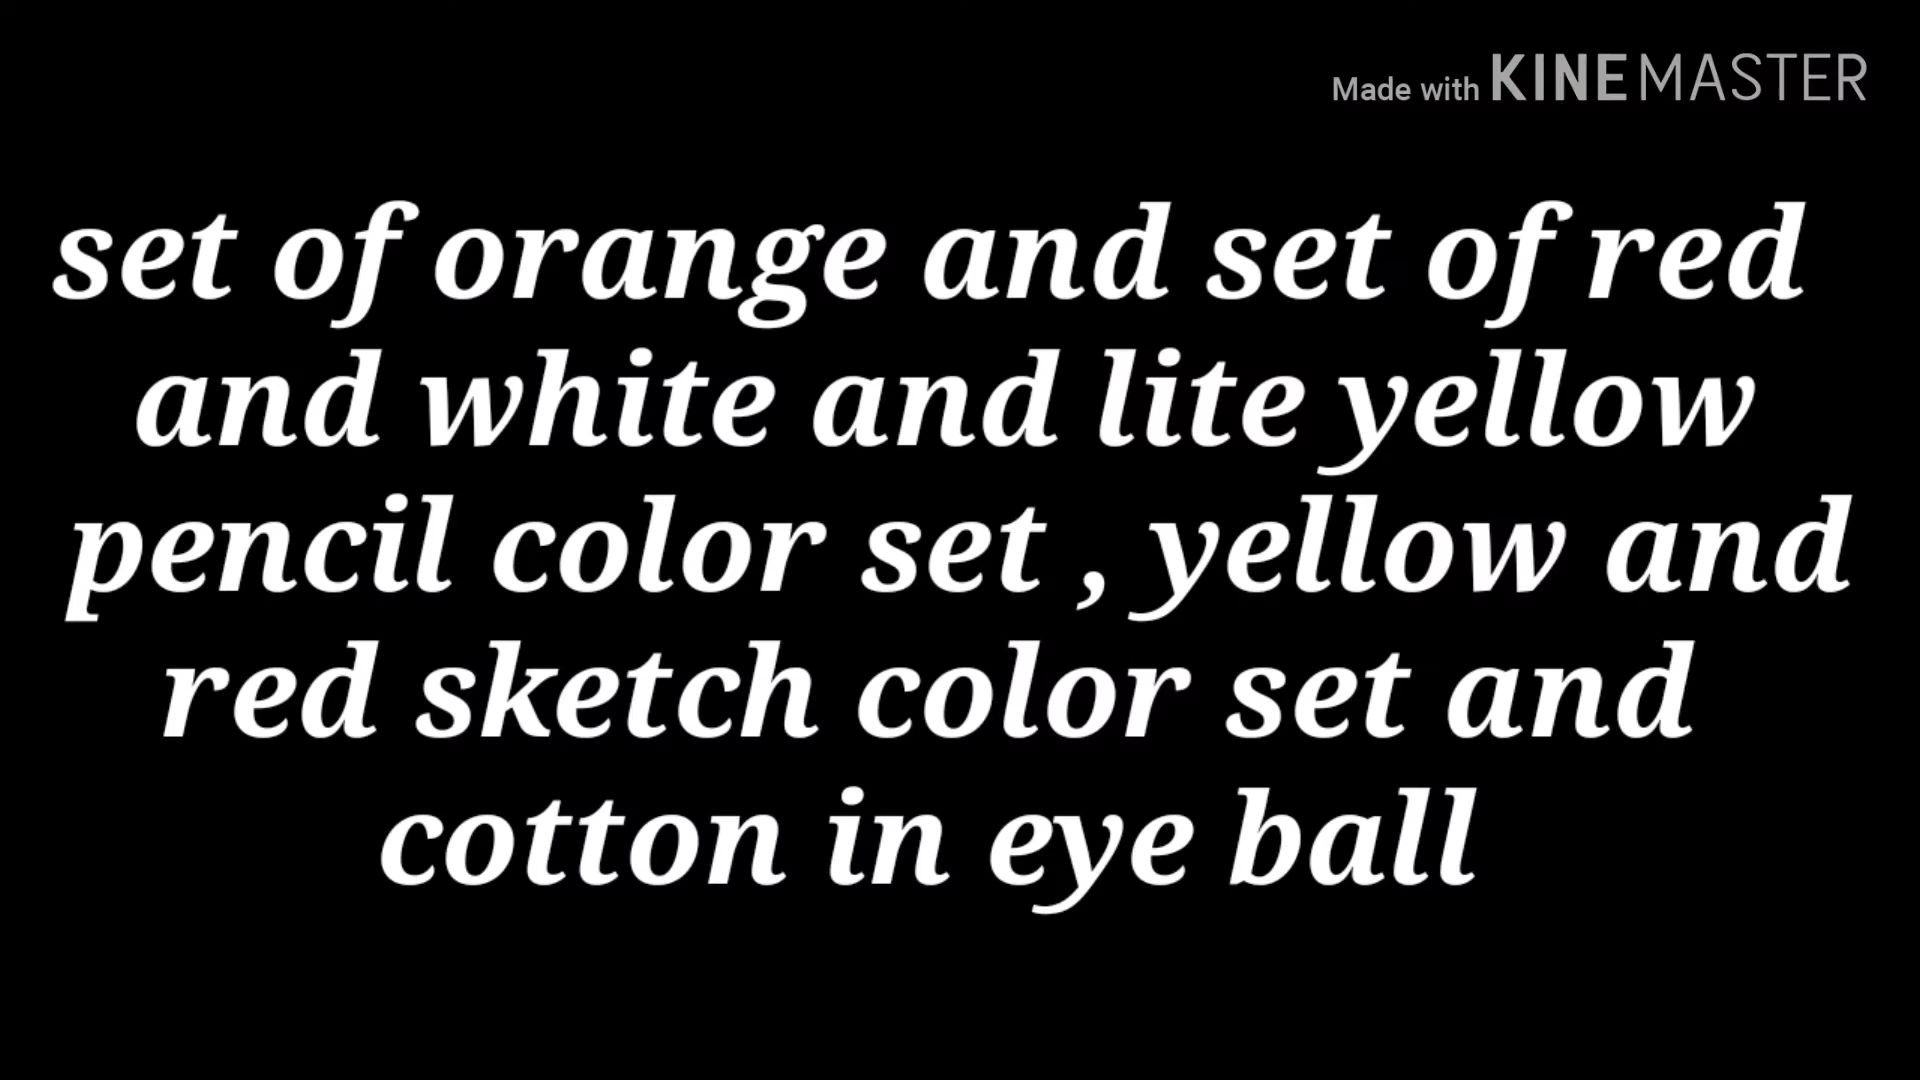 Made with KINEMASTER
set of orange and set of red
and white and lite yellow
pencil color set , yellow and
red sketch color set and
cotton in eye ball